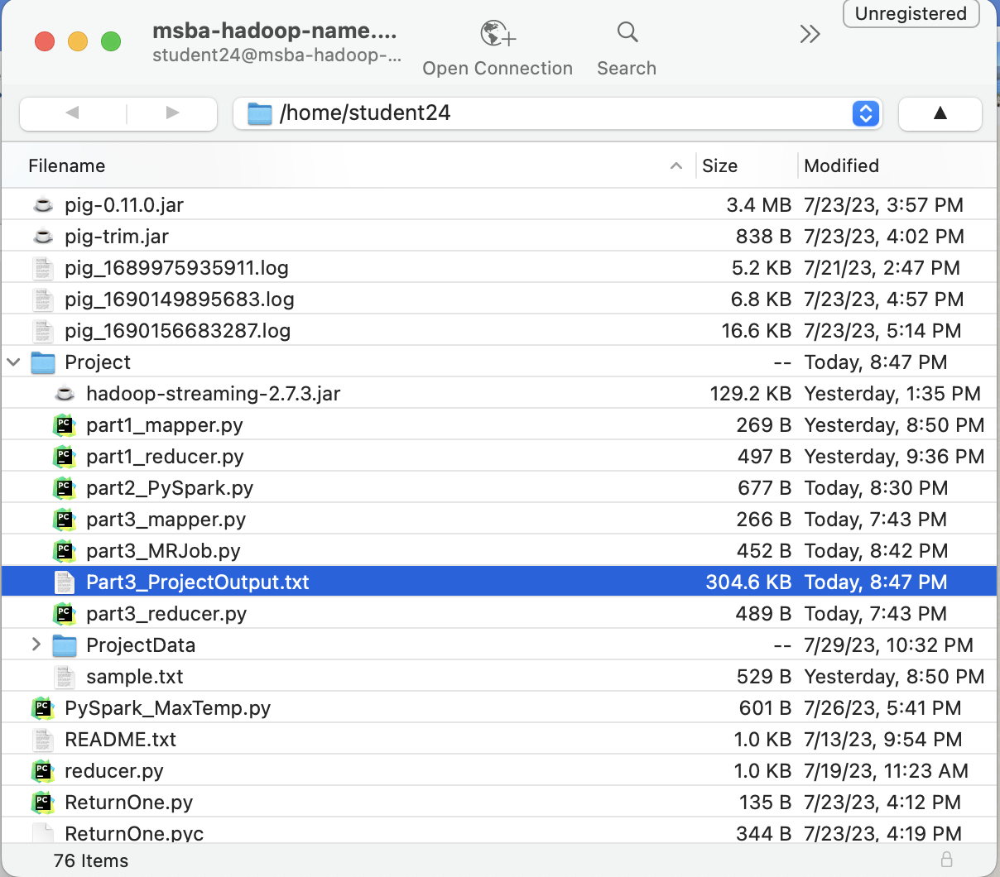 msba-hadoop-name....
student24@msba-hadoop-...
Open Connection
Search
Unregistered
/home/student24
Filename Size Modified
pig-0.11.0.jar 3.4 MB 7/23/23, 3:57 PM
pig-trim.jar 838 B 7/23/23, 4:02 PM
pig_1689975935911.log 5.2 KB 7/21/23, 2:47 PM
pig_1690149895683.log 6.8 KB 7/23/23, 4:57 PM
pig_1690156683287.log 16.6 KB 7/23/23, 5:14 PM
Project -- Today, 8:47 PM
hadoop-streaming-2.7.3.jar 129.2 KB Yesterday, 1:35 PM
PC part1_mapper.py 269 B Yesterday, 8:50 PM
PC part1_reducer.py 497 B Yesterday, 9:36 PM
PC part2_PySpark.py 677 B Today, 8:30 PM
PC part3_mapper.py 266 B Today, 7:43 PM
PC part3_MRJob.py 452 B Today, 8:42 PM
Part3_ProjectOutput.txt 304.6 KB Today, 8:47 PM
PC part3_reducer.py 489 B Today, 7:43 PM
ProjectData -- 7/29/23, 10:32 PM
sample.txt 529 B Yesterday, 8:50 PM
PC PySpark_MaxTemp.py 601 B 7/26/23, 5:41 PM
README.txt 1.0 KB 7/13/23, 9:54 PM
PC reducer.py 1.0 KB 7/19/23, 11:23 AM
PC ReturnOne.py 135 B 7/23/23, 4:12 PM
ReturnOne.pyc 344 B 7/23/23, 4:19 PM
76 Items